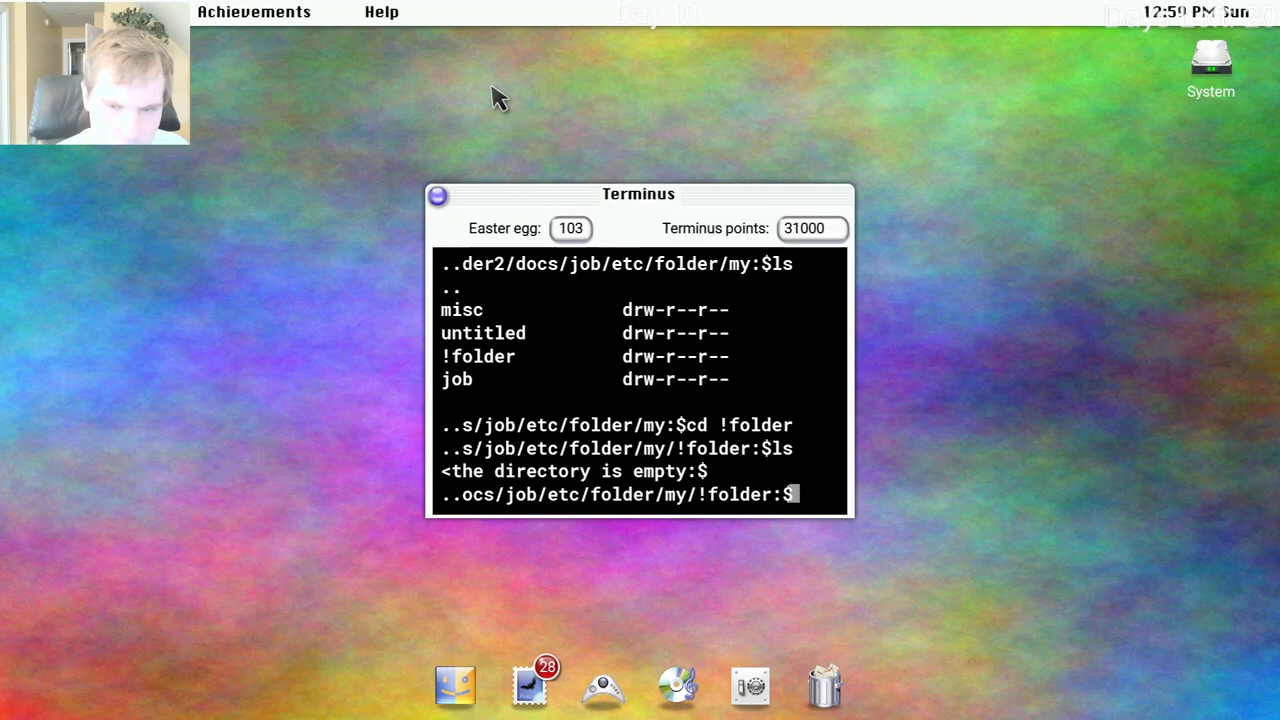 Achievements Help Day 10 12:59 PM Sun
System
Terminus
Easter egg: 103 Terminus points: 31000
..der2/docs/job/etc/folder/my:$ls
..
misc drw-r--r--
untitled drw-r--r--
!folder drw-r--r--
job drw-r--r--
..s/job/etc/folder/my:$cd !folder
..s/job/etc/folder/my/!folder:$ls
<the directory is empty:$
..ocs/job/etc/folder/my/!folder:$
28